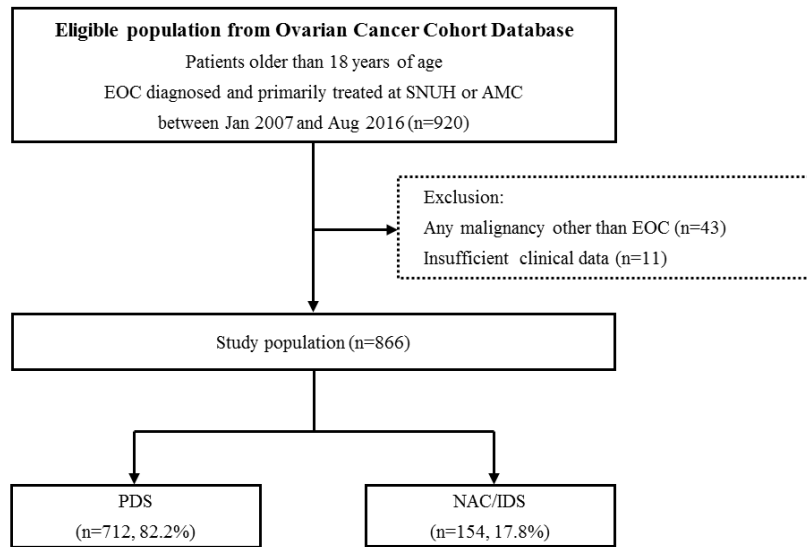 Eligible population from Ovarian Cancer Cohort Database
Patients older than 18 years of age
EOC diagnosed and primarily treated at SNUH or AMC
between Jan 2007 and Aug 2016 (n=920)
Exclusion:
Any malignancy other than EOC (n=43)
Insufficient clinical data (n=11)
Study population (n=866)
PDS
(n=712, 82.2%)
NAC/IDS
(n=154, 17.8%)